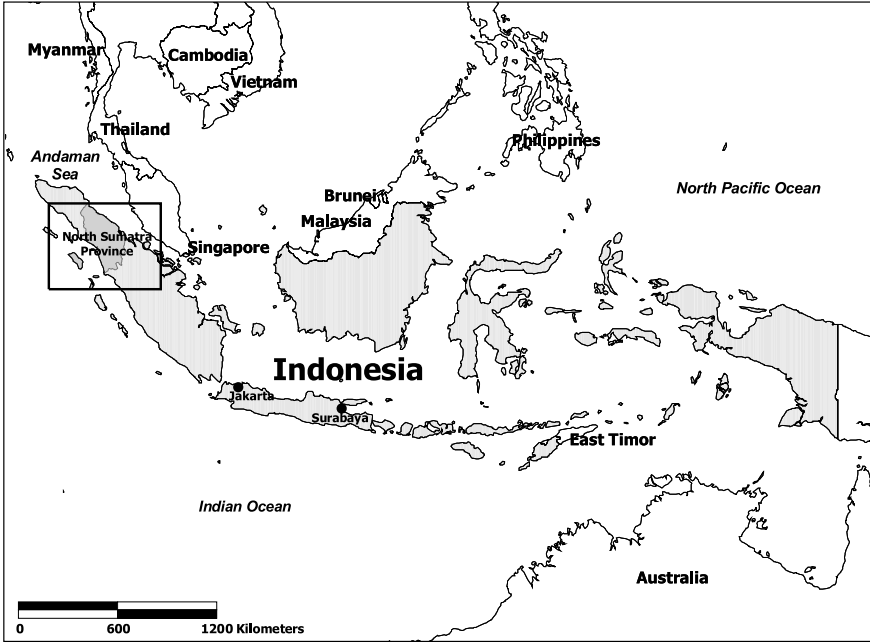 Myanmar
Cambodia
Vietnam
Thailand
Philippines
Andaman
Sea
North Pacific Ocean
Brunei
Malaysia
North Sumatra
Province
Singapore
Indonesia
Jakarta
Surabaya
East Timor
Indian Ocean
Australia
0 600 1200 Kilometers